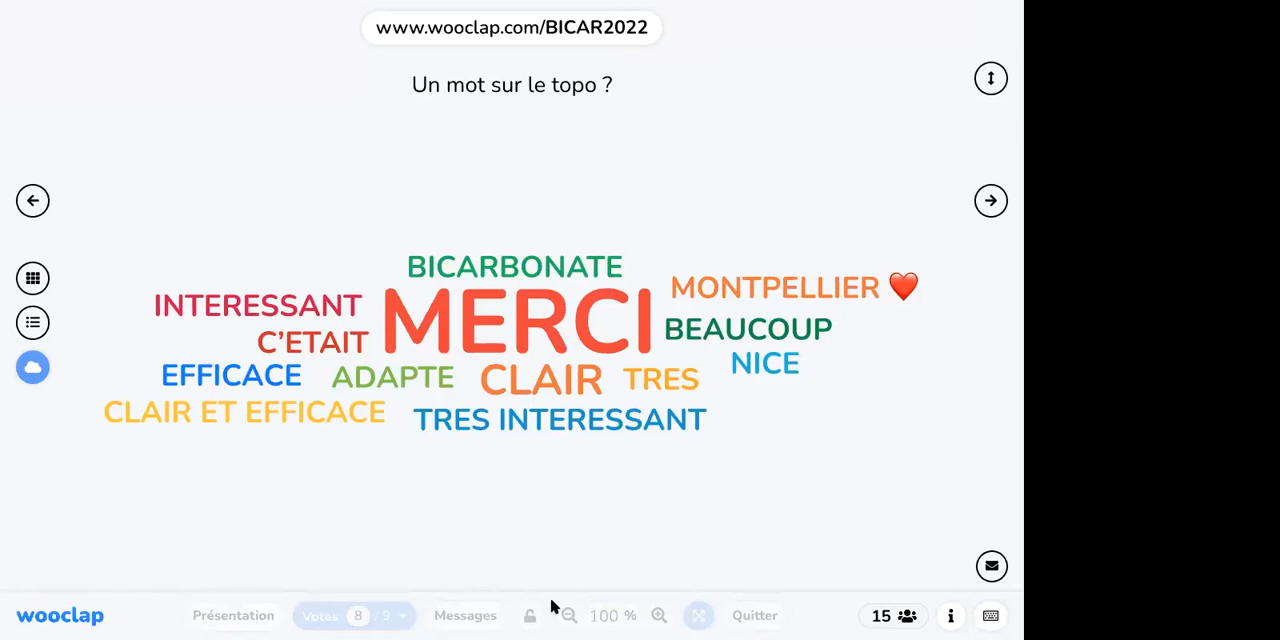 www.wooclap.com/BICAR2022
Un mot sur le topo ?
BICARBONATE
MONTPELLIER ❤️
INTERESSANT
MERCI
BEAUCOUP
C’ETAIT
NICE
EFFICACE
ADAPTE
CLAIR
TRES
CLAIR ET EFFICACE
TRES INTERESSANT
wooclap
Présentation
Votes 8 / 9
Messages
100 %
Quitter
15